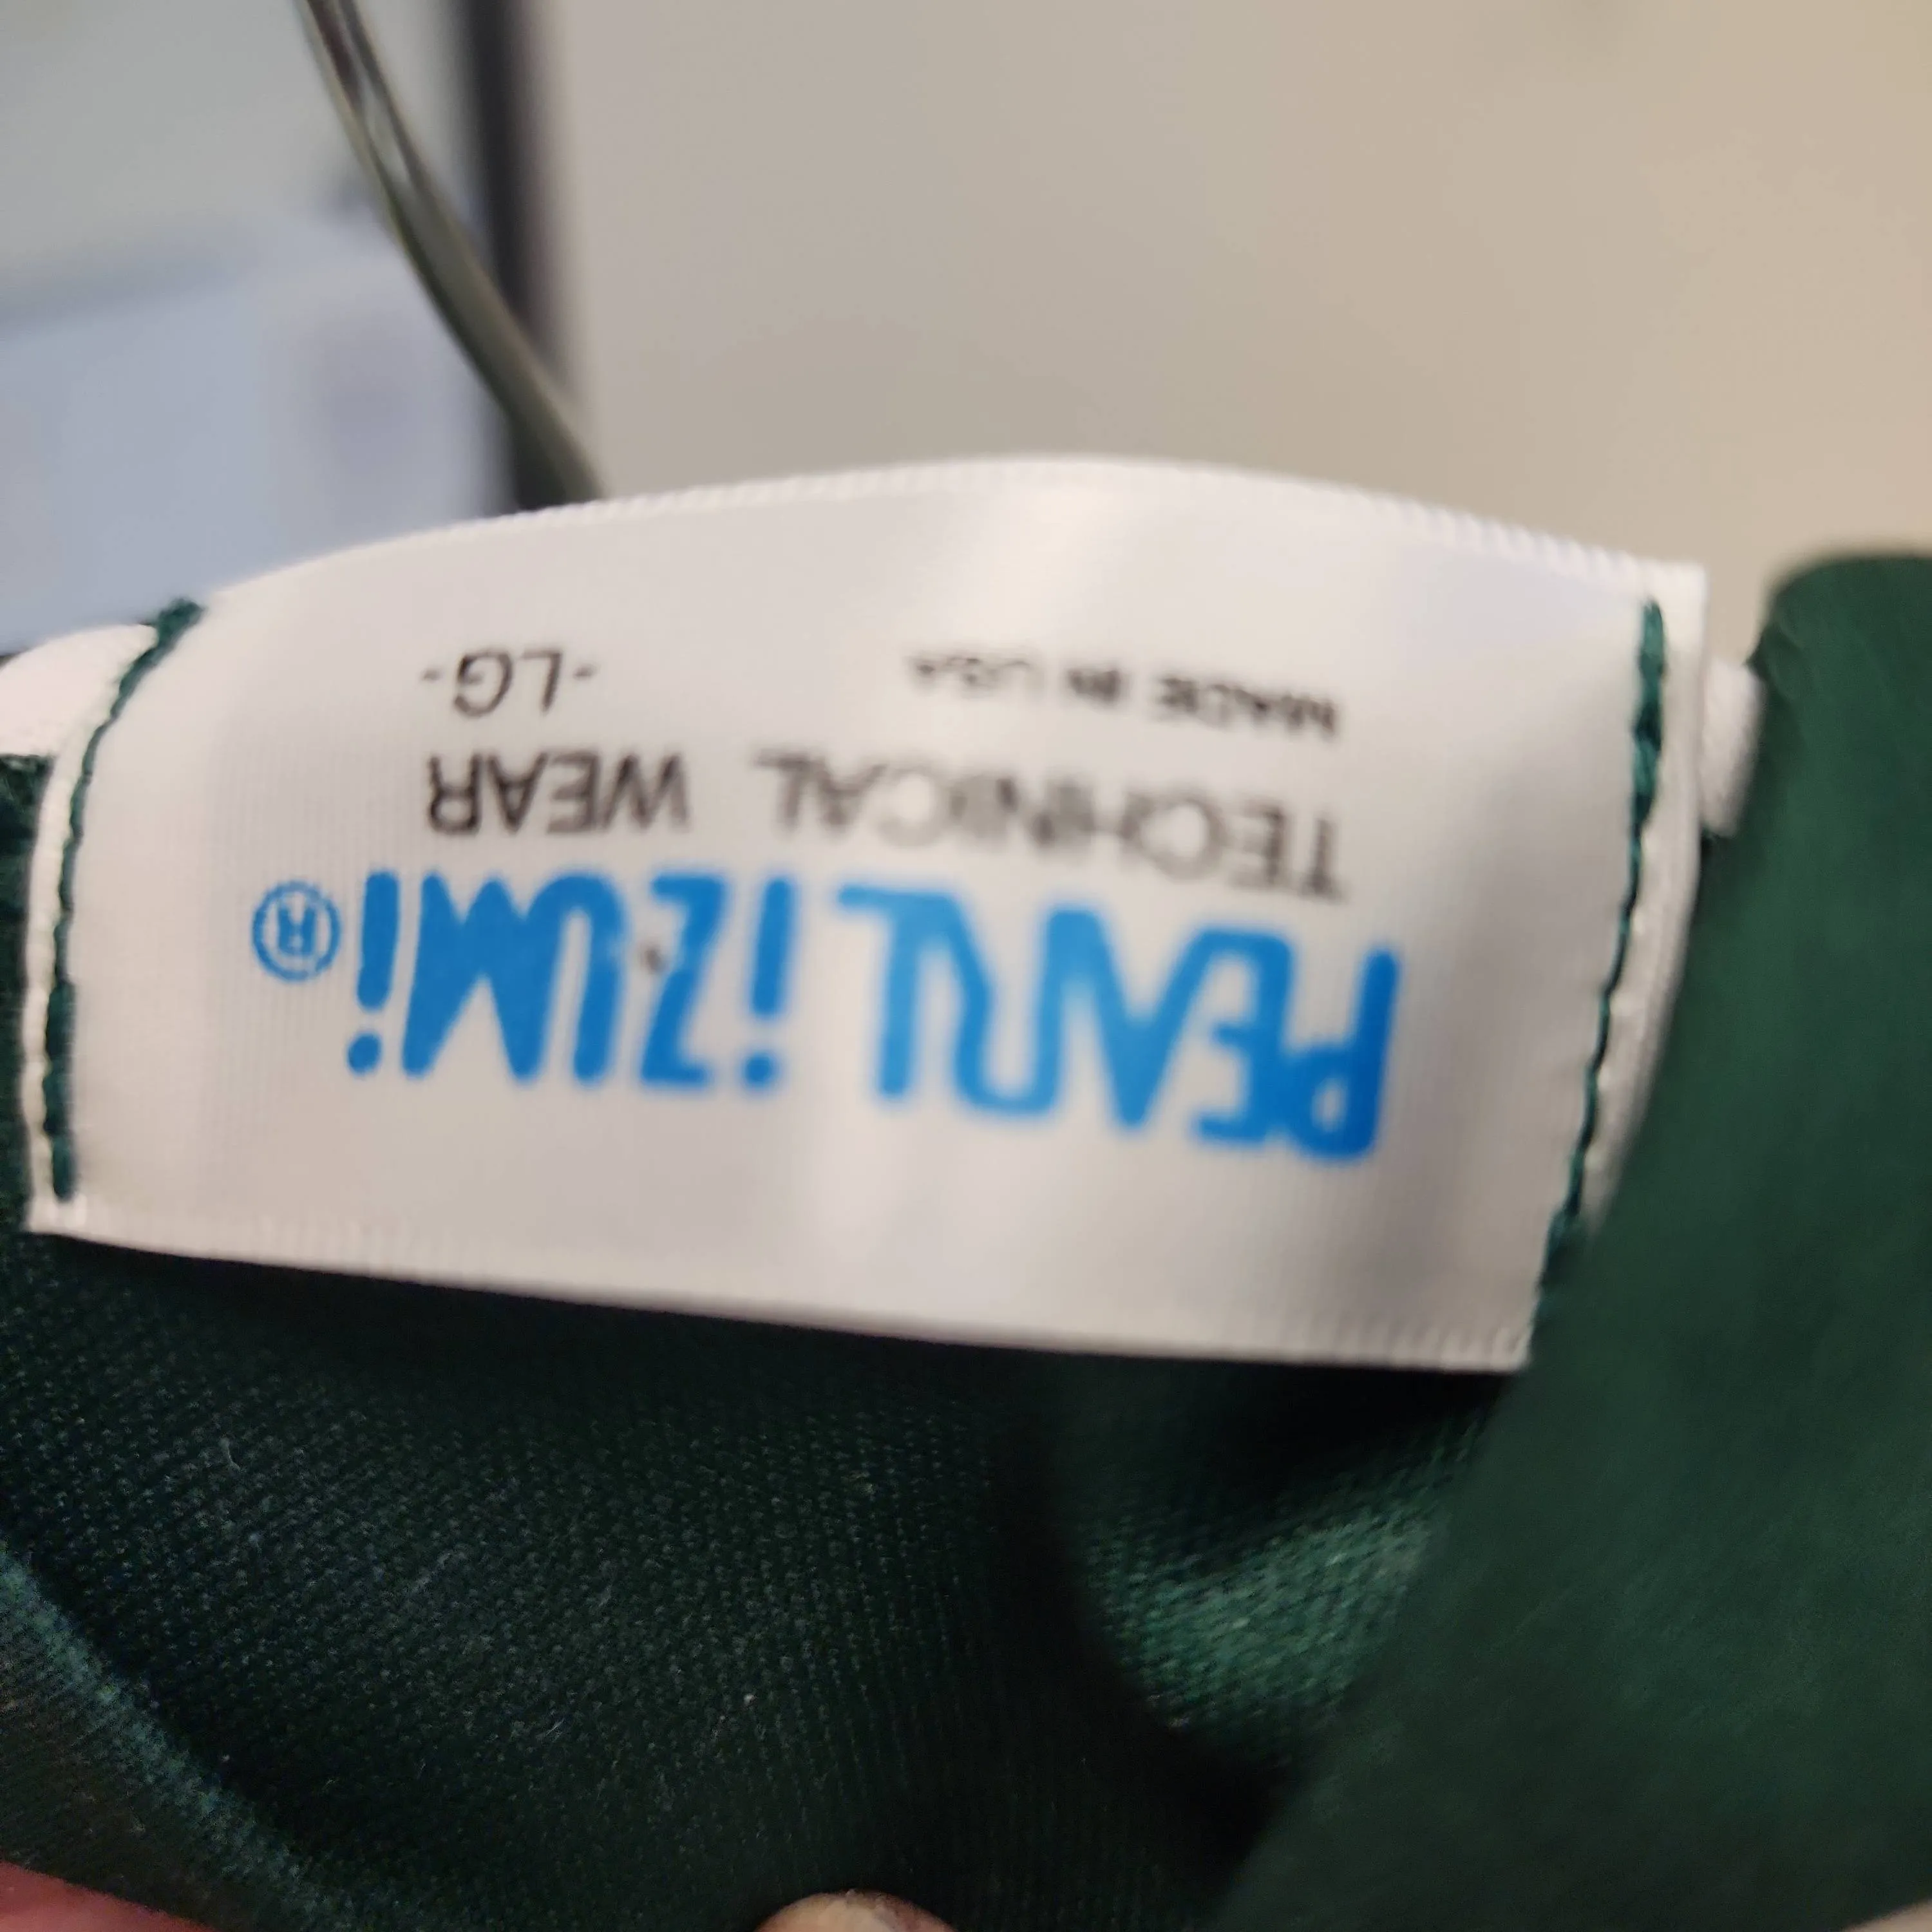 PEARL iZUMi®
TECHNICAL WEAR
MADE IN USA -LG-